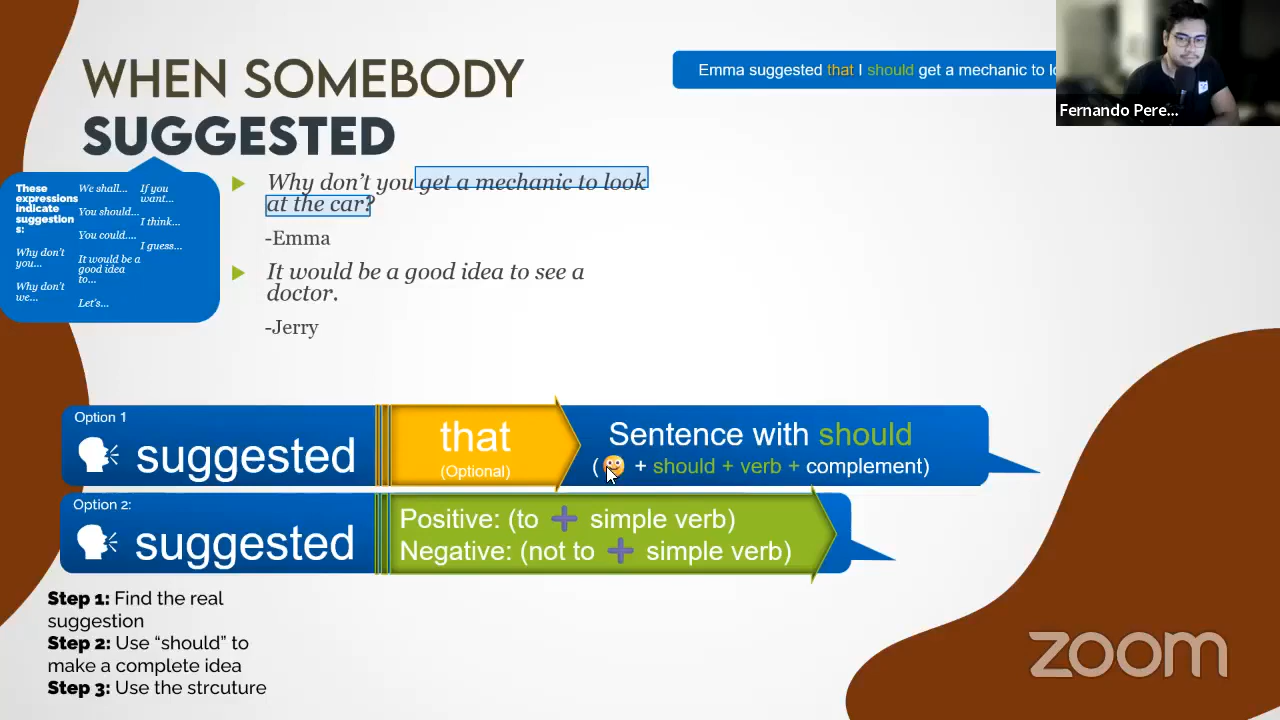 WHEN SOMEBODY
SUGGESTED
Emma suggested that I should get a mechanic to
Fernando Pere...
These
expressions
indicate
suggestion
s:
Why don't
you...
Why don't
we...
We shall...
You should...
You could....
It would be a
good idea
to...
Let's...
If you
want...
I think...
I guess...
Why don't you get a mechanic to look
at the car?
-Emma
It would be a good idea to see a
doctor.
-Jerry
Option 1
suggested
that
(Optional)
Sentence with should
( + should + verb + complement)
Option 2:
suggested
Positive: (to + simple verb)
Negative: (not to + simple verb)
Step 1: Find the real
suggestion
Step 2: Use “should” to
make a complete idea
Step 3: Use the strcuture
zoom